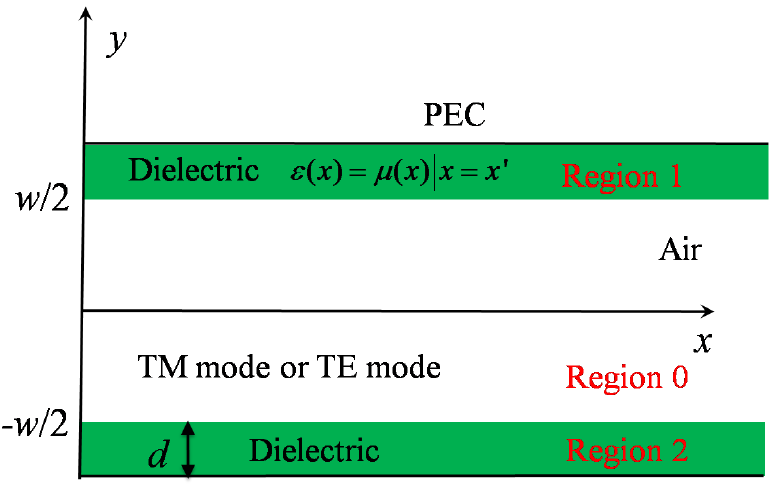 y
PEC
Dielectric ε(x) = μ(x)|x = x' Region 1
w/2
Air
x
TM mode or TE mode
Region 0
-w/2
d Dielectric Region 2